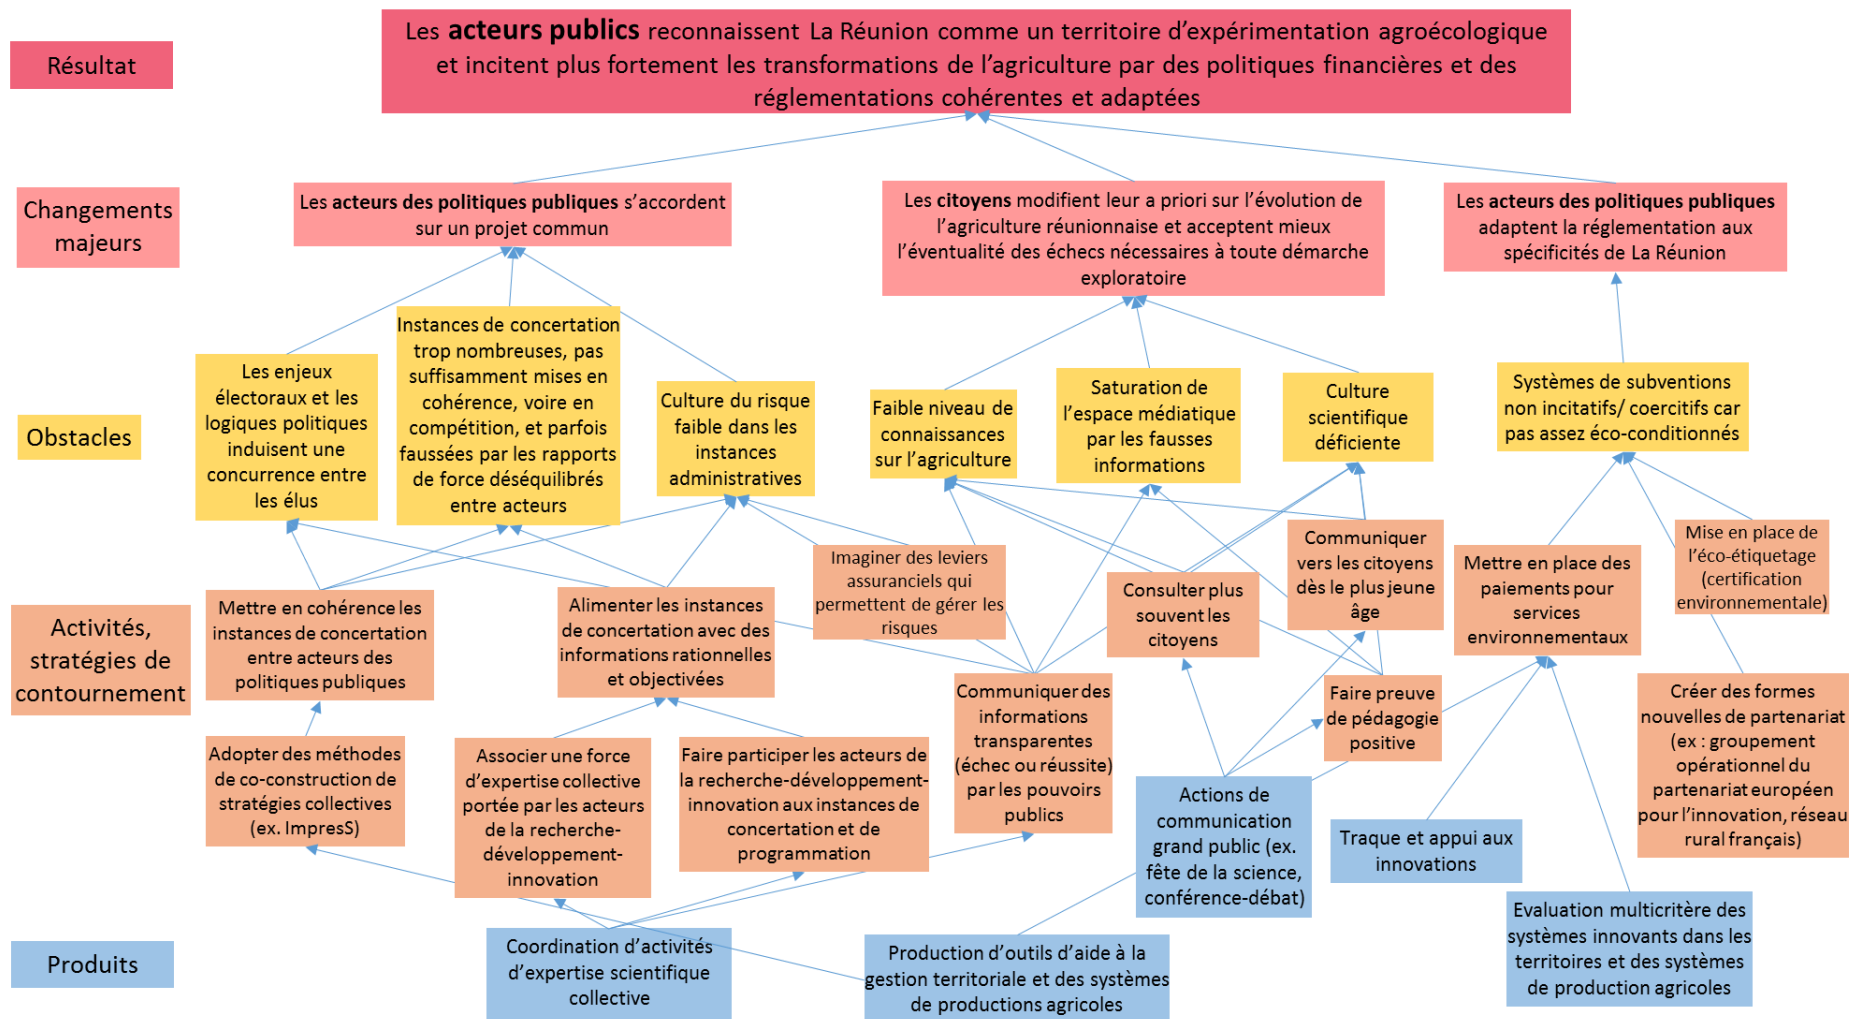 Résultat
Les acteurs publics reconnaissent La Réunion comme un territoire d’expérimentation agroécologique
et incitent plus fortement les transformations de l’agriculture par des politiques financières et des
réglementations cohérentes et adaptées
Changements
majeurs
Les acteurs des politiques publiques s’accordent
sur un projet commun
Les citoyens modifient leur a priori sur l’évolution de
l’agriculture réunionnaise et acceptent mieux
l’éventualité des échecs nécessaires à toute démarche
exploratoire
Les acteurs des politiques publiques
adaptent la réglementation aux
spécificités de La Réunion
Obstacles
Les enjeux
électoraux et les
logiques politiques
induisent une
concurrence entre
les élus
Instances de concertation
trop nombreuses, pas
suffisamment mises en
cohérence, voire en
compétition, et parfois
faussées par les rapports
de force déséquilibrés
entre acteurs
Culture du risque
faible dans les
instances
administratives
Faible niveau de
connaissances
sur l’agriculture
Saturation de
l’espace médiatique
par les fausses
informations
Culture
scientifique
déficiente
Systèmes de subventions
non incitatifs/ coercitifs car
pas assez éco-conditionnés
Activités,
stratégies de
contournement
Mettre en cohérence les
instances de concertation
entre acteurs des
politiques publiques
Alimenter les instances
de concertation avec des
informations rationnelles
et objectivées
Imaginer des leviers
assuranciels qui
permettent de gérer les
risques
Consulter plus
souvent les
citoyens
Communiquer
vers les citoyens
dès le plus jeune
âge
Mettre en place des
paiements pour
services
environnementaux
Mise en place de
l’éco-étiquetage
(certification
environnementale)
Adopter des méthodes
de co-construction de
stratégies collectives
(ex. ImpresS)
Associer une force
d’expertise collective
portée par les acteurs
de la recherche-
développement-
innovation
Faire participer les acteurs de
la recherche-développement-
innovation aux instances de
concertation et de
programmation
Communiquer des
informations
transparentes
(échec ou réussite)
par les pouvoirs
publics
Faire preuve
de pédagogie
positive
Créer des formes
nouvelles de partenariat
(ex : groupement
opérationnel du
partenariat européen
pour l’innovation, réseau
rural français)
Produits
Coordination d’activités
d’expertise scientifique
collective
Production d’outils d’aide à la
gestion territoriale et des systèmes
de productions agricoles
Actions de
communication
grand public (ex.
fête de la science,
conférence-débat)
Traque et appui aux
innovations
Evaluation multicritère des
systèmes innovants dans les
territoires et des systèmes
de production agricoles